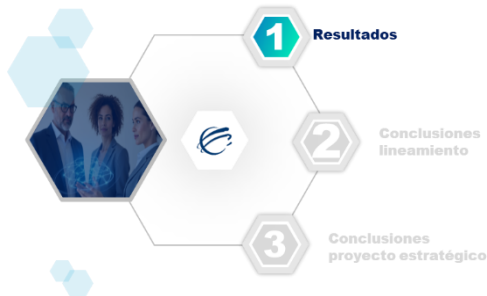 1
Resultados
2
Conclusiones
lineamiento
3
Conclusiones
proyecto estratégico